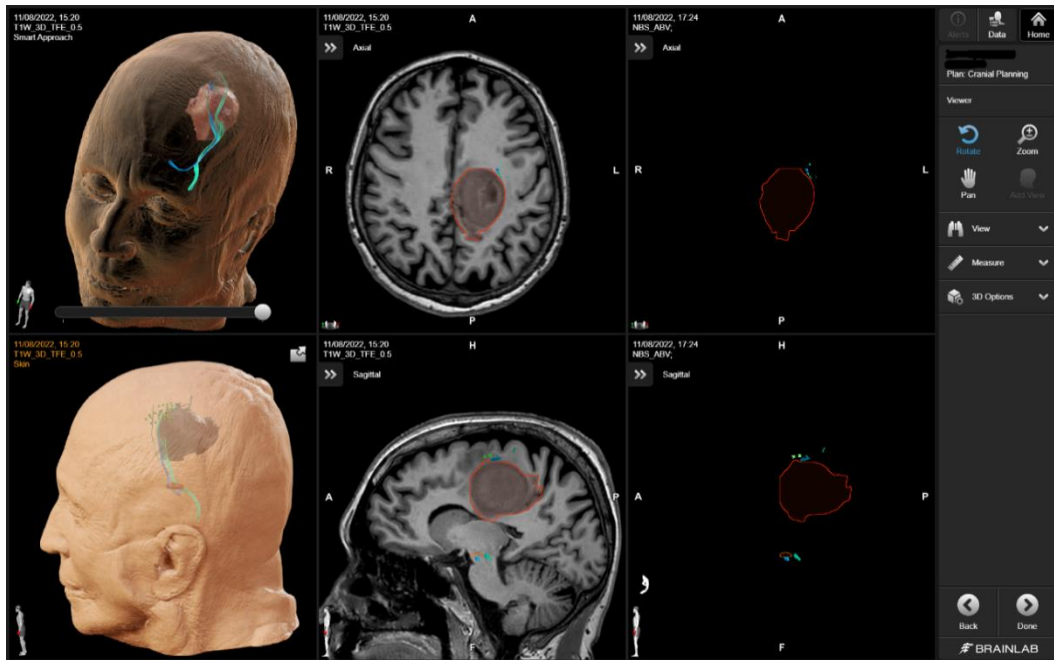 11/08/2022, 15:20
T1W_3D_TFE_0.5
Smart Approach
11/08/2022, 15:20
T1W_3D_TFE_0.5
Axial
A
R
L
P
11/08/2022, 17:24
NBS_ABV;
Axial
A
R
L
P
11/08/2022, 15:20
T1W_3D_TFE_0.5
Skin
11/08/2022, 15:20
T1W_3D_TFE_0.5
Sagittal
H
A
P
F
11/08/2022, 17:24
NBS_ABV;
Sagittal
H
A
P
F
Alerts
Data
Home
Plan: Cranial Planning
Viewer
Rotate
Zoom
Pan
Add View
View
Measure
3D Options
Back
Done
BRAINLAB